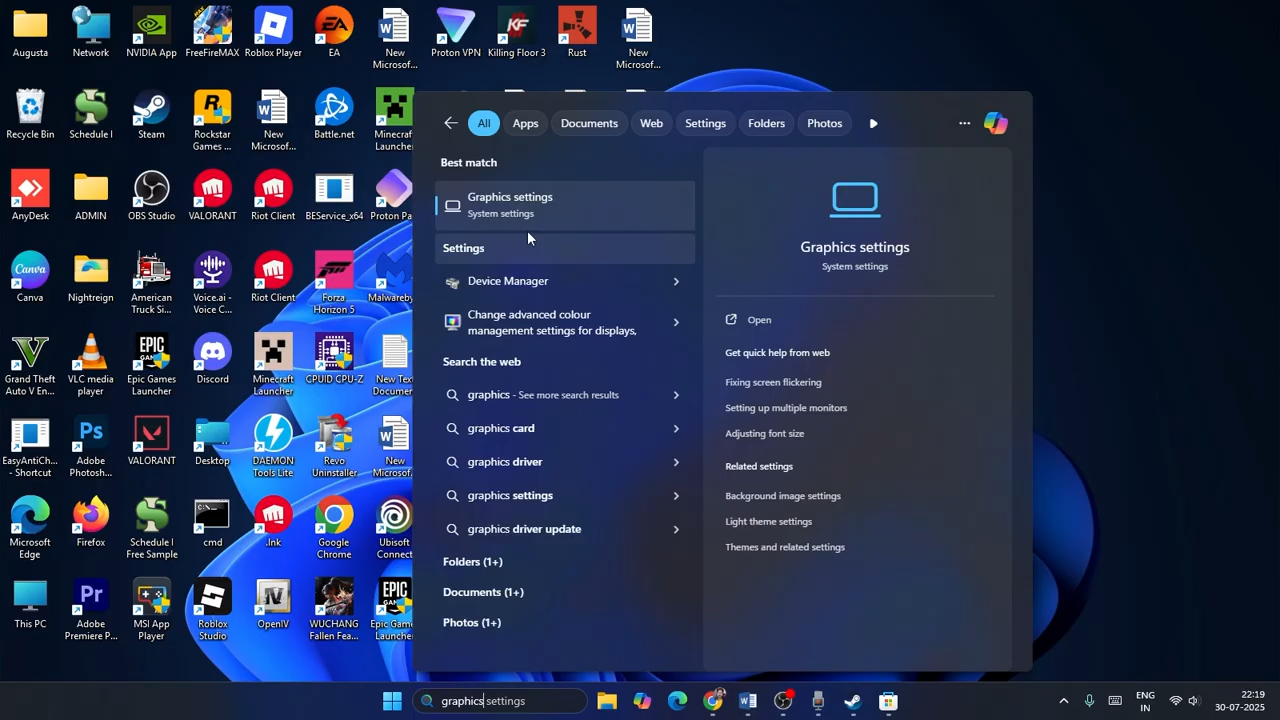 Augusta
Network
NVIDIA App
FreeFireMAX
Roblox Player
EA
New
Microsof...
Proton VPN
Killing Floor 3
Rust
New
Microsof...
Recycle Bin
Schedule I
Steam
Rockstar
Games ...
New
Microsof...
Battle.net
Minecraft
Launcher
AnyDesk
ADMIN
OBS Studio
VALORANT
Riot Client
BEService_x64
Proton Pa
Canva
Nightreign
American
Truck Si...
Voice.ai -
Voice C...
Riot Client
Forza
Horizon 5
Malwareby
Grand Theft
Auto V En...
VLC media
player
Epic Games
Launcher
Discord
Minecraft
Launcher
CPUID CPU-Z
New Text
Documen
EasyAntiCh...
- Shortcut
Adobe
Photosh...
VALORANT
Desktop
DAEMON
Tools Lite
Revo
Uninstaller
New
Microsof
Microsoft
Edge
Firefox
Schedule I
Free Sample
cmd
.lnk
Google
Chrome
Ubisoft
Connect
This PC
Adobe
Premiere P...
MSI App
Player
Roblox
Studio
OpenIV
WUCHANG
Fallen Fea...
Epic Gam
Launcher
All
Apps
Documents
Web
Settings
Folders
Photos
Best match
Graphics settings
System settings
Settings
Device Manager
Change advanced colour
management settings for displays,
Search the web
graphics - See more search results
graphics card
graphics driver
graphics settings
graphics driver update
Folders (1+)
Documents (1+)
Photos (1+)
Graphics settings
System settings
Open
Get quick help from web
Fixing screen flickering
Setting up multiple monitors
Adjusting font size
Related settings
Background image settings
Light theme settings
Themes and related settings
graphics settings
ENG
IN
22:19
30-07-2025